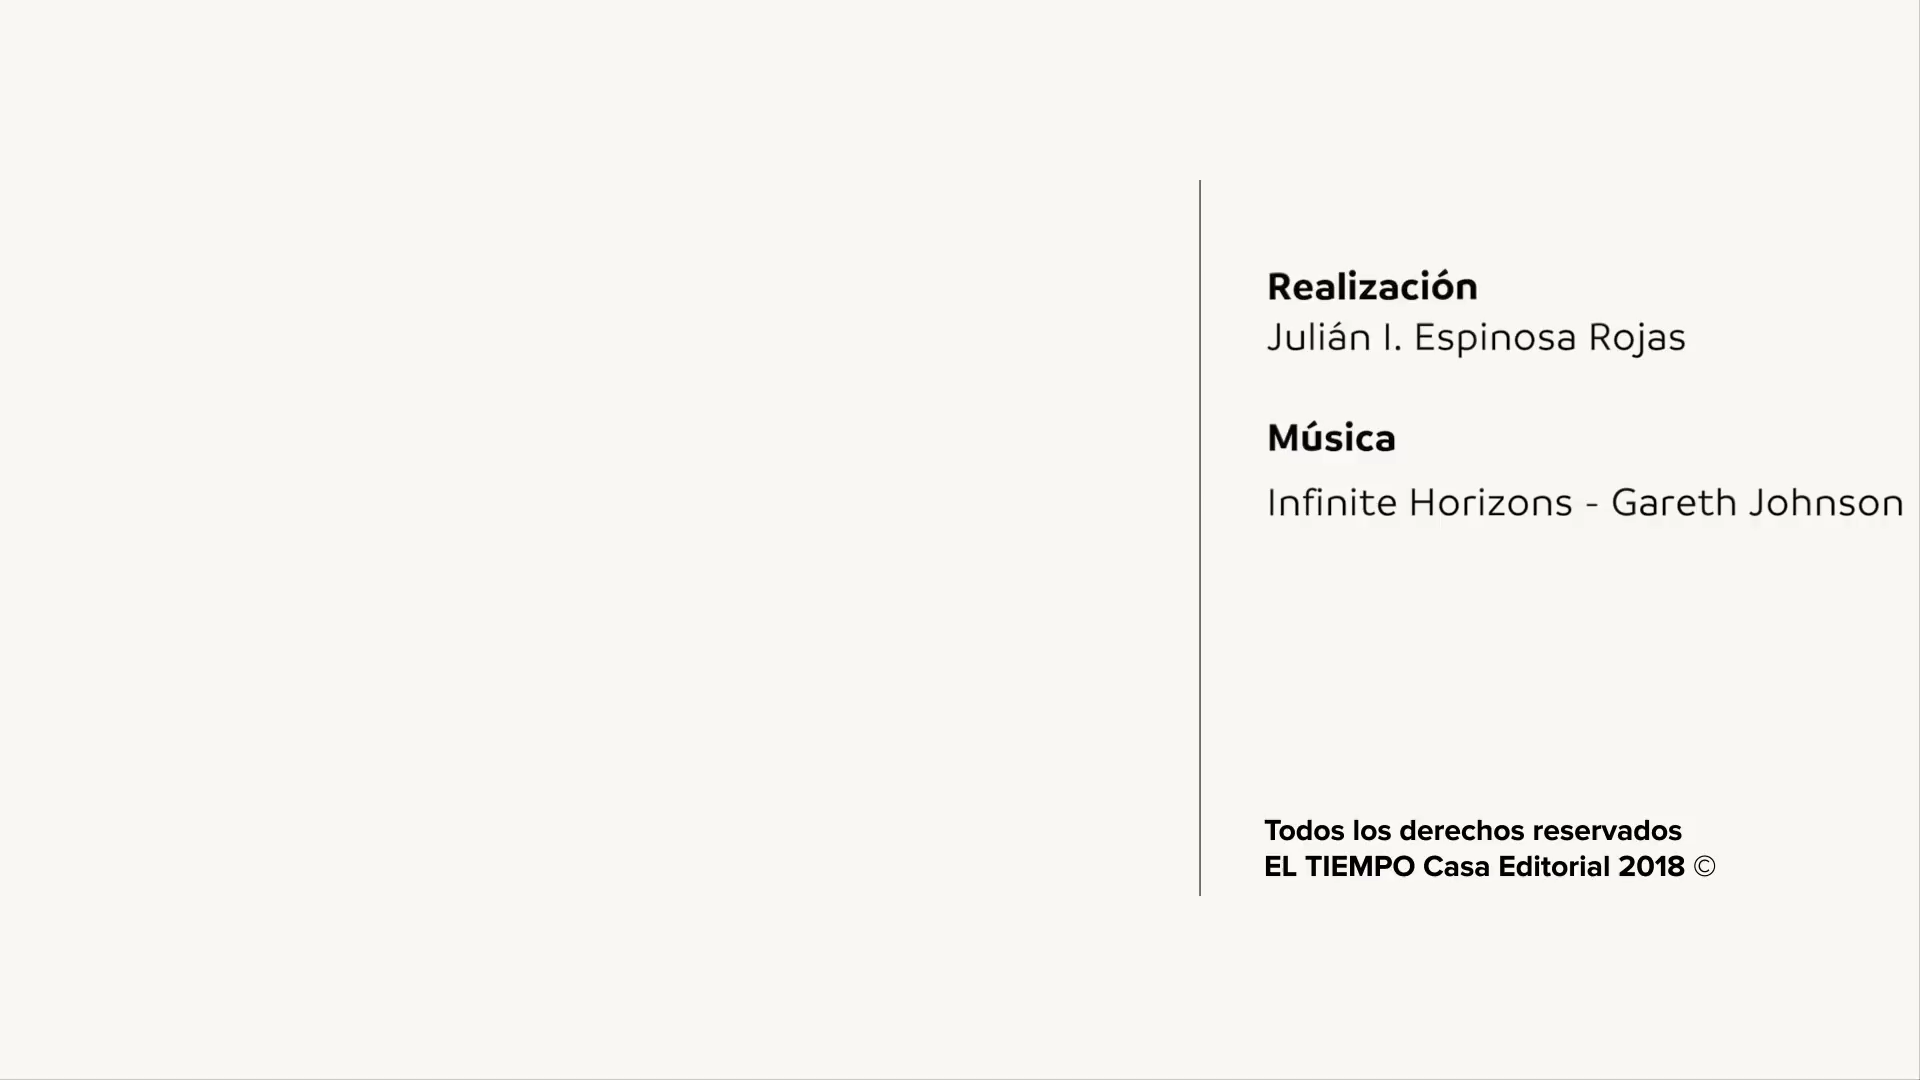 Realización
Julián I. Espinosa Rojas
Música
Infinite Horizons - Gareth Johnson
Todos los derechos reservados
EL TIEMPO Casa Editorial 2018 ©